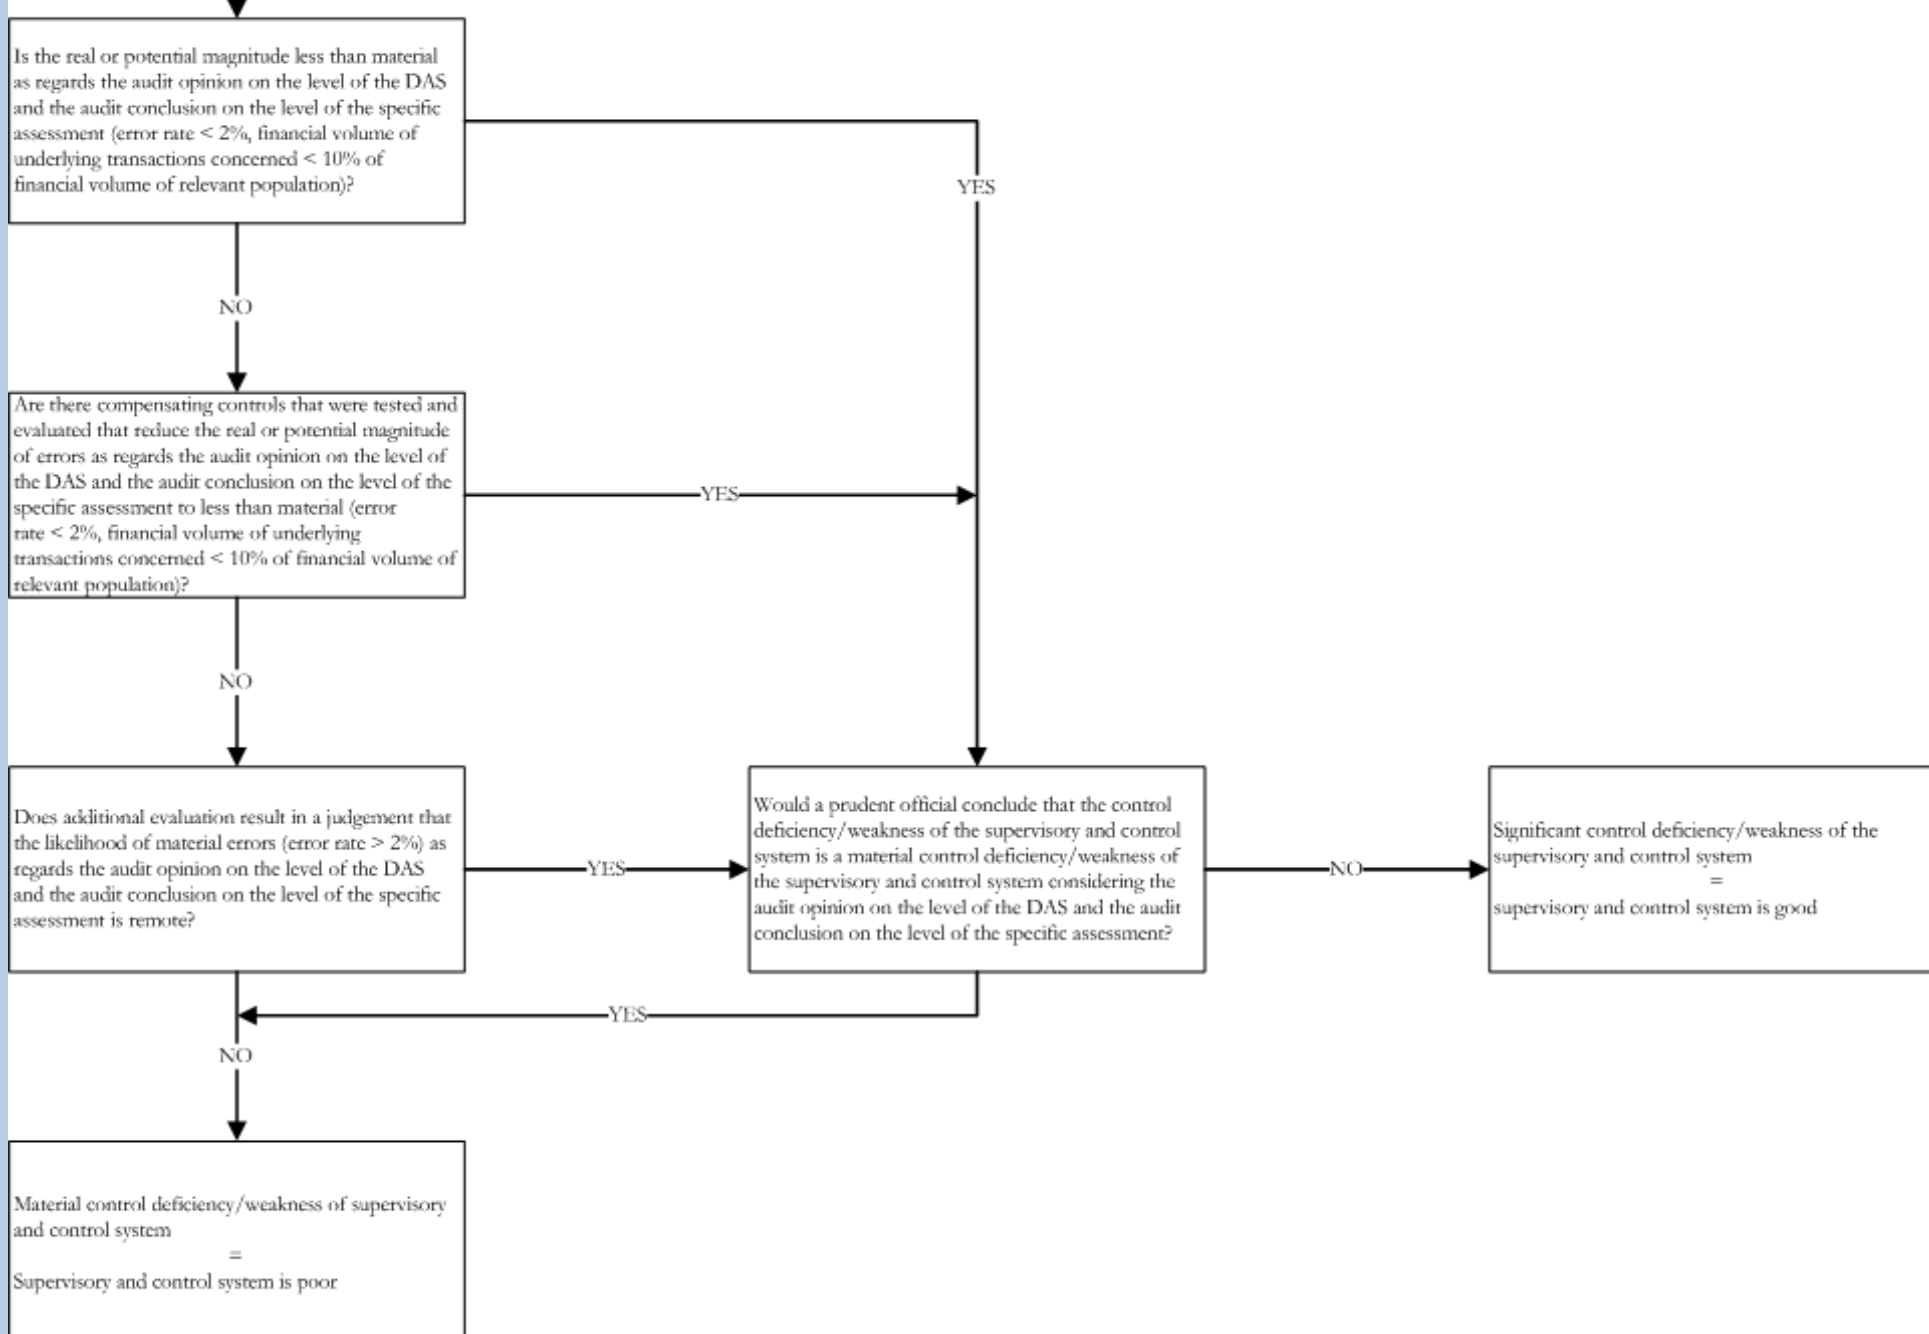 Is the real or potential magnitude less than material
as regards the audit opinion on the level of the DAS
and the audit conclusion on the level of the specific
assessment (error rate < 2%, financial volume of
underlying transactions concerned < 10% of
financial volume of relevant population)?
YES
NO
Are there compensating controls that were tested and
evaluated that reduce the real or potential magnitude
of errors as regards the audit opinion on the level of
the DAS and the audit conclusion on the level of the
specific assessment to less than material (error
rate < 2%, financial volume of underlying
transactions concerned < 10% of financial volume of
relevant population)?
YES
NO
Does additional evaluation result in a judgement that
the likelihood of material errors (error rate > 2%) as
regards the audit opinion on the level of the DAS
and the audit conclusion on the level of the specific
assessment is remote?
YES
Would a prudent official conclude that the control
deficiency/weakness of the supervisory and control
system is a material control deficiency/weakness of
the supervisory and control system considering the
audit opinion on the level of the DAS and the audit
conclusion on the level of the specific assessment?
NO
Significant control deficiency/weakness of the
supervisory and control system
=
supervisory and control system is good
YES
NO
Material control deficiency/weakness of supervisory
and control system
=
Supervisory and control system is poor